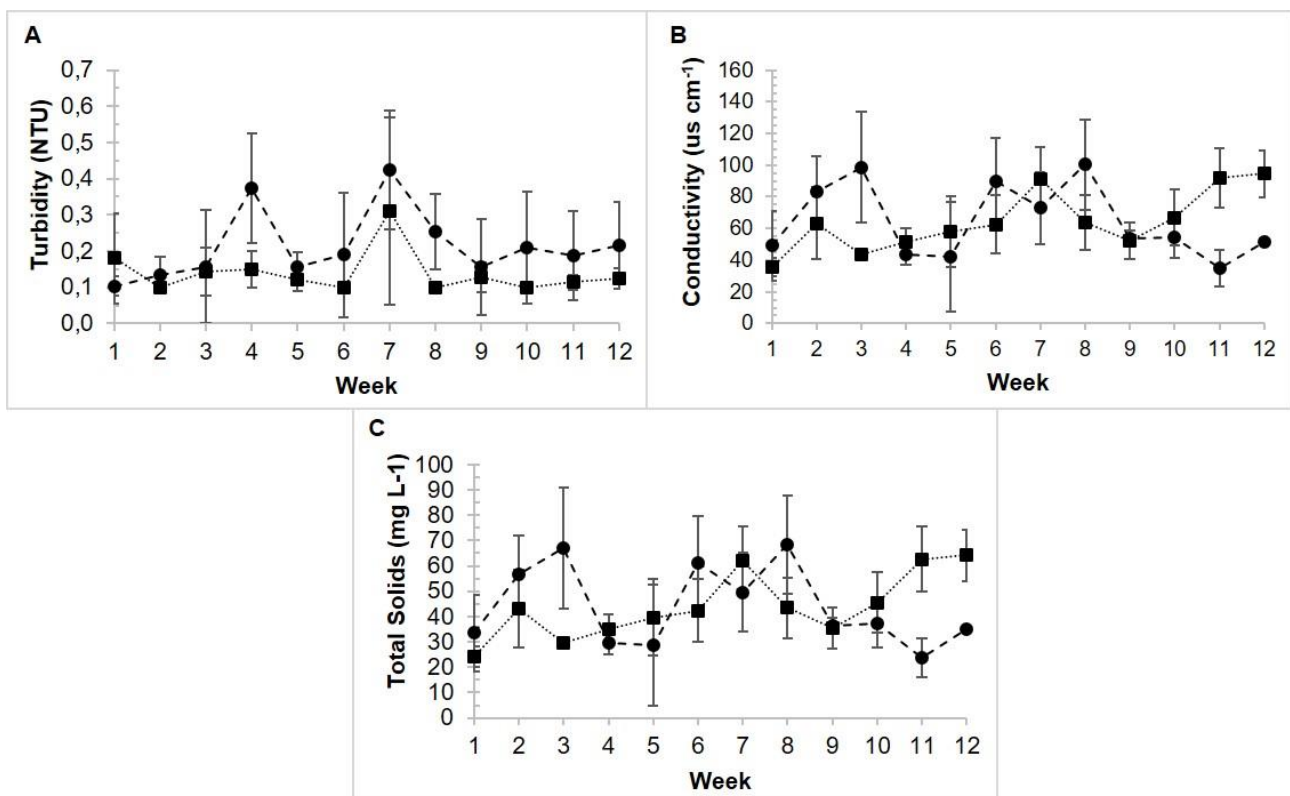 A
Turbidity (NTU)
0,7
0,6
0,5
0,4
0,3
0,2
0,1
0,0
1 2 3 4 5 6 7 8 9 10 11 12
Week
B
Conductivity (us cm⁻¹)
160
140
120
100
80
60
40
20
0
1 2 3 4 5 6 7 8 9 10 11 12
Week
C
Total Solids (mg L-1)
100
90
80
70
60
50
40
30
20
10
0
1 2 3 4 5 6 7 8 9 10 11 12
Week